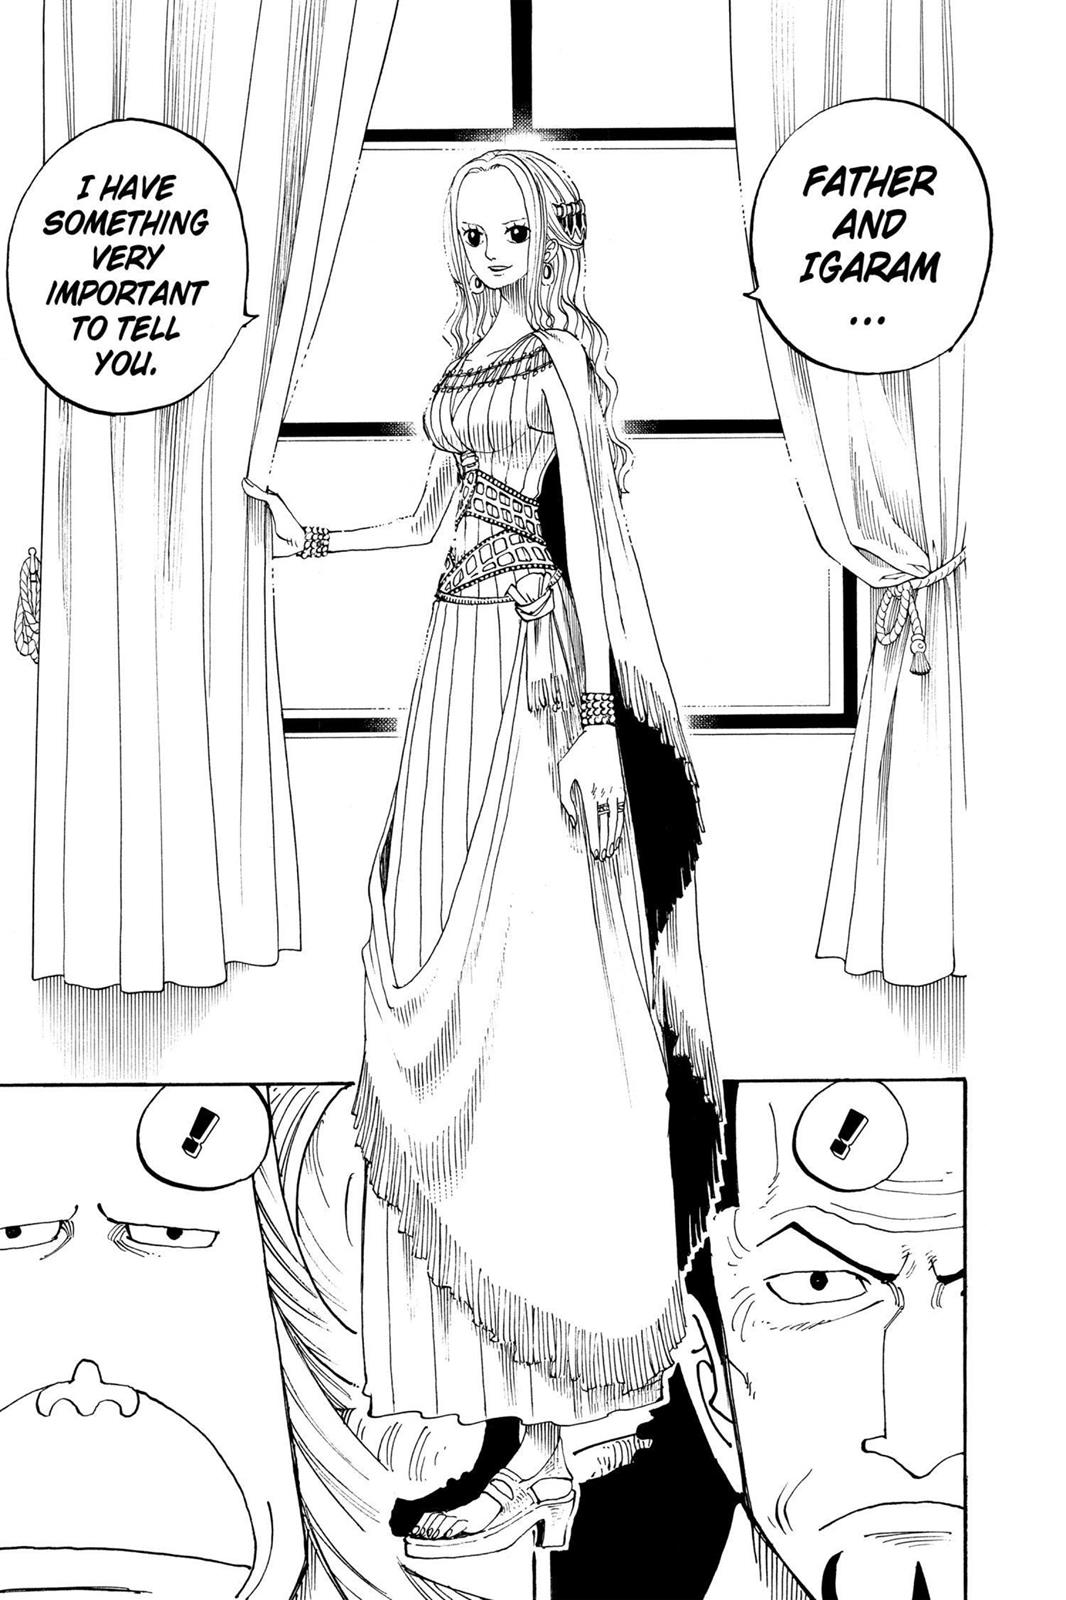 FATHER
AND
IGARAM
...
I HAVE
SOMETHING
VERY
IMPORTANT
TO TELL
YOU.
!
!